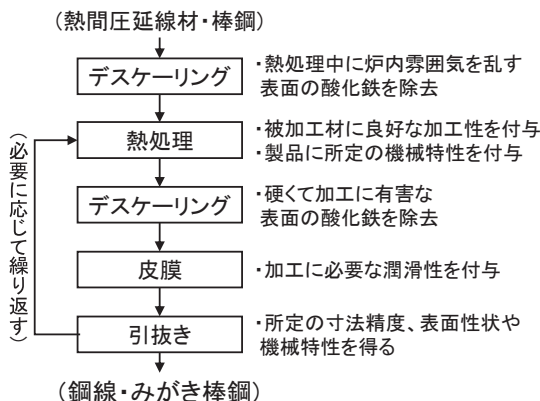 (熱間圧延線材・棒鋼)
デスケーリング
・熱処理中に炉内雰囲気を乱す
表面の酸化鉄を除去
熱処理
・被加工材に良好な加工性を付与
・製品に所定の機械特性を付与
デスケーリング
・硬くて加工に有害な
表面の酸化鉄を除去
皮膜
・加工に必要な潤滑性を付与
引抜き
・所定の寸法精度、表面性状や
機械特性を得る
(必要に応じて繰り返す)
(鋼線・みがき棒鋼)